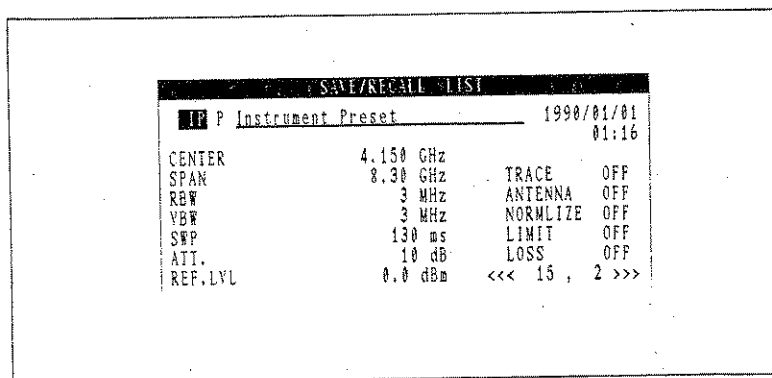 SAVE/RECALL LIST
IP P Instrument Preset 1990/01/01
01:16
CENTER 4.150 GHz
SPAN 8.30 GHz TRACE OFF
RBW 3 MHz ANTENNA OFF
VBW 3 MHz NORMLIZE OFF
SWP 130 ms LIMIT OFF
ATT. 10 dB LOSS OFF
REF.LVL 0.0 dBm <<< 15 , 2 >>>